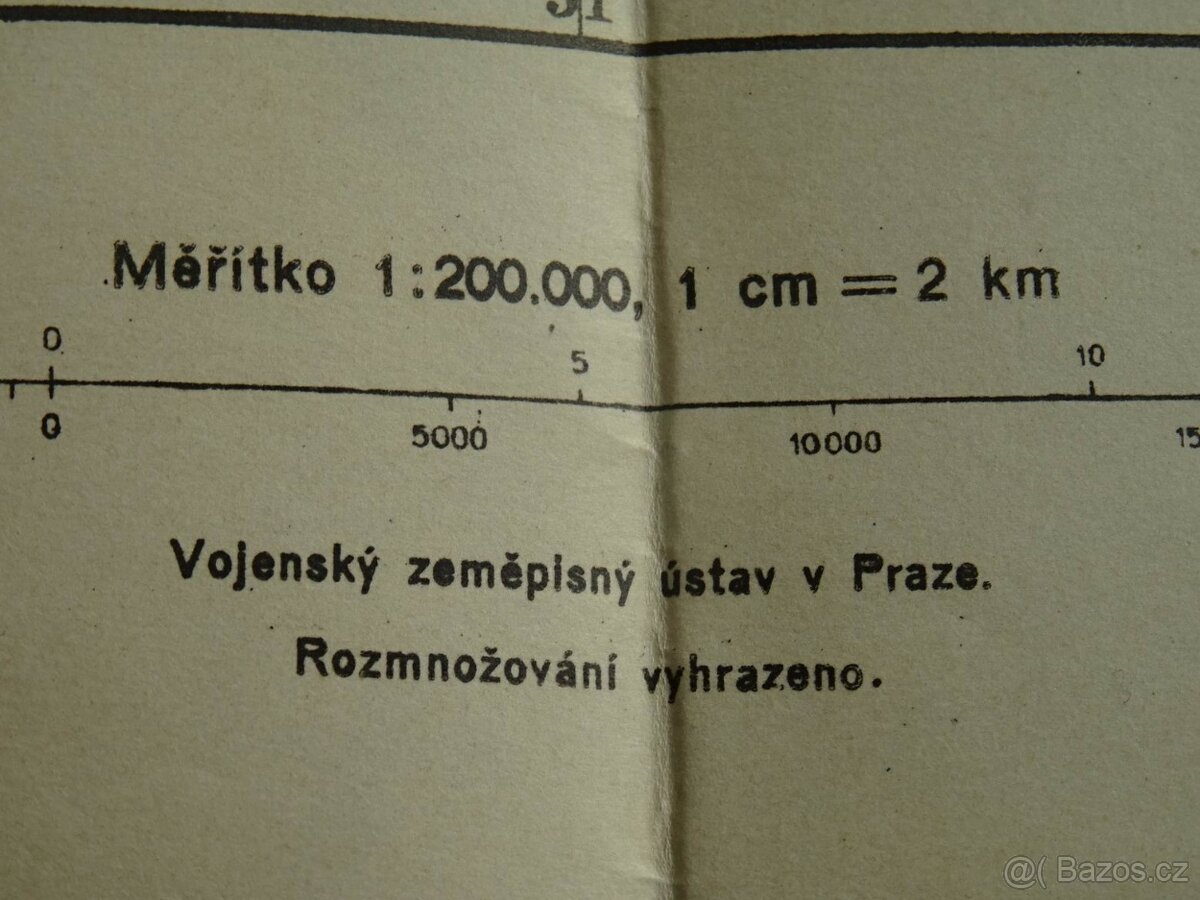 Měřítko 1:200.000, 1 cm = 2 km
0 5 10
0 5000 10000 15
Vojenský zeměpisný ústav v Praze.
Rozmnožování vyhrazeno.
@( Bazos.cz